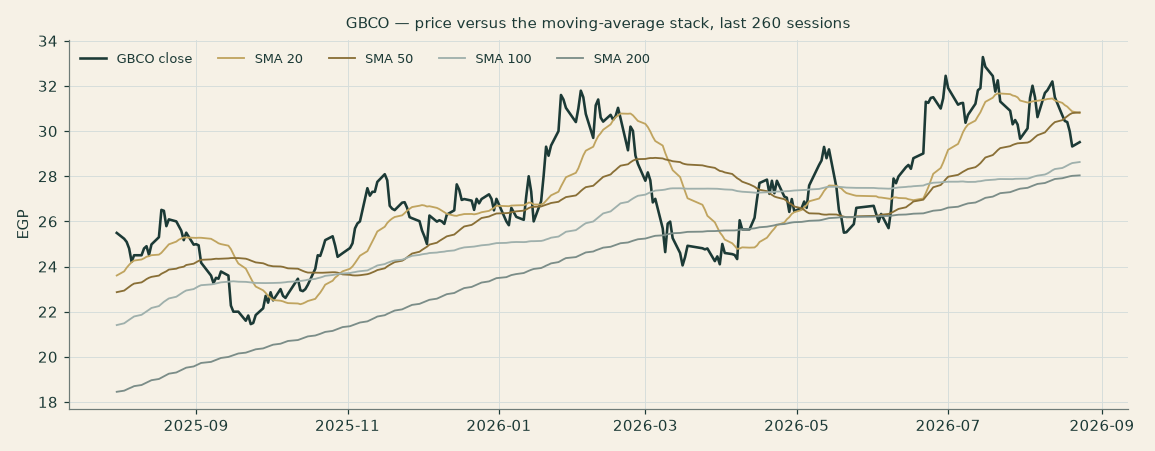 GBCO — price versus the moving-average stack, last 260 sessions
GBCO close SMA 20 SMA 50 SMA 100 SMA 200
EGP
34
32
30
28
26
24
22
20
18
2025-09 2025-11 2026-01 2026-03 2026-05 2026-07 2026-09